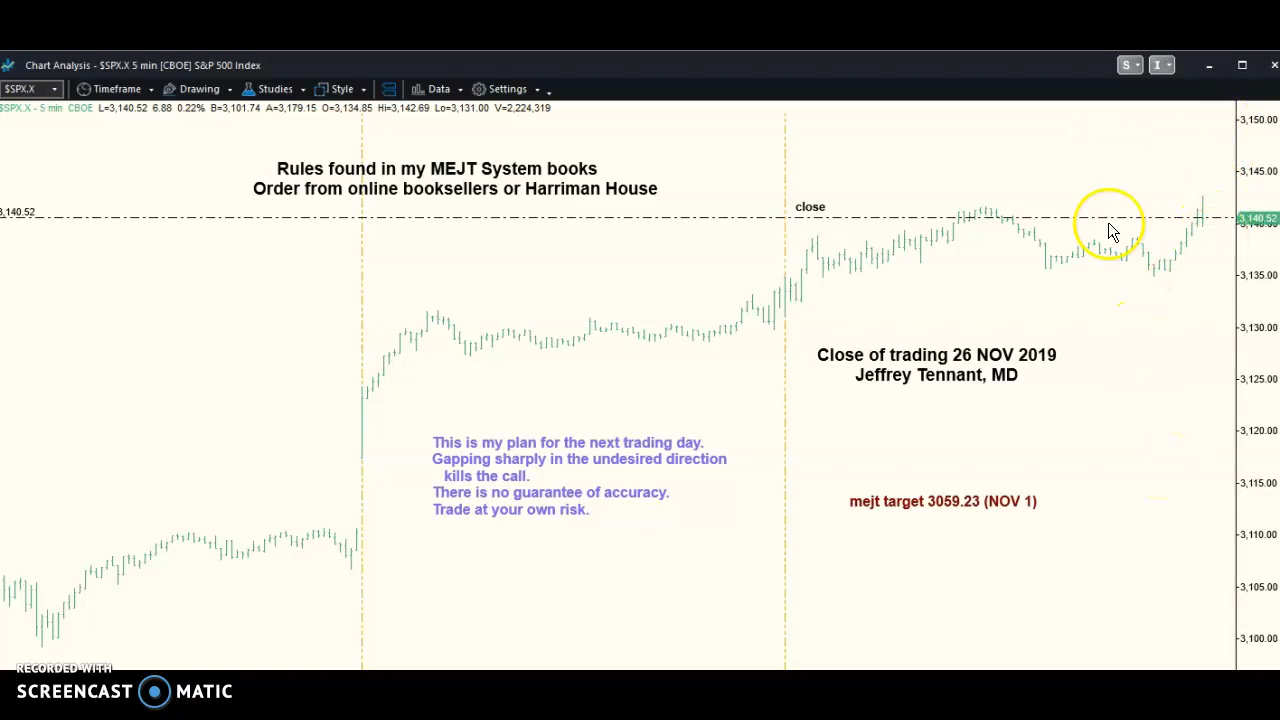 Chart Analysis - $SPX.X 5 min [CBOE] S&P 500 Index
S
I
$SPX.X
Timeframe
Drawing
Studies
Style
Data
Settings
$SPX.X - 5 min CBOE L=3,140.52 6.88 0.22% B=3,101.74 A=3,179.15 O=3,134.85 Hi=3,142.69 Lo=3,131.00 V=2,224,319
3,150.00
Rules found in my MEJT System books
Order from online booksellers or Harriman House
3,145.00
close
3,140.52
3,140.52
3,140.00
3,135.00
3,130.00
Close of trading 26 NOV 2019
Jeffrey Tennant, MD
3,125.00
3,120.00
This is my plan for the next trading day.
Gapping sharply in the undesired direction
kills the call.
There is no guarantee of accuracy.
Trade at your own risk.
mejt target 3059.23 (NOV 1)
3,115.00
3,110.00
3,105.00
3,100.00
RECORDED WITH
SCREENCAST MATIC